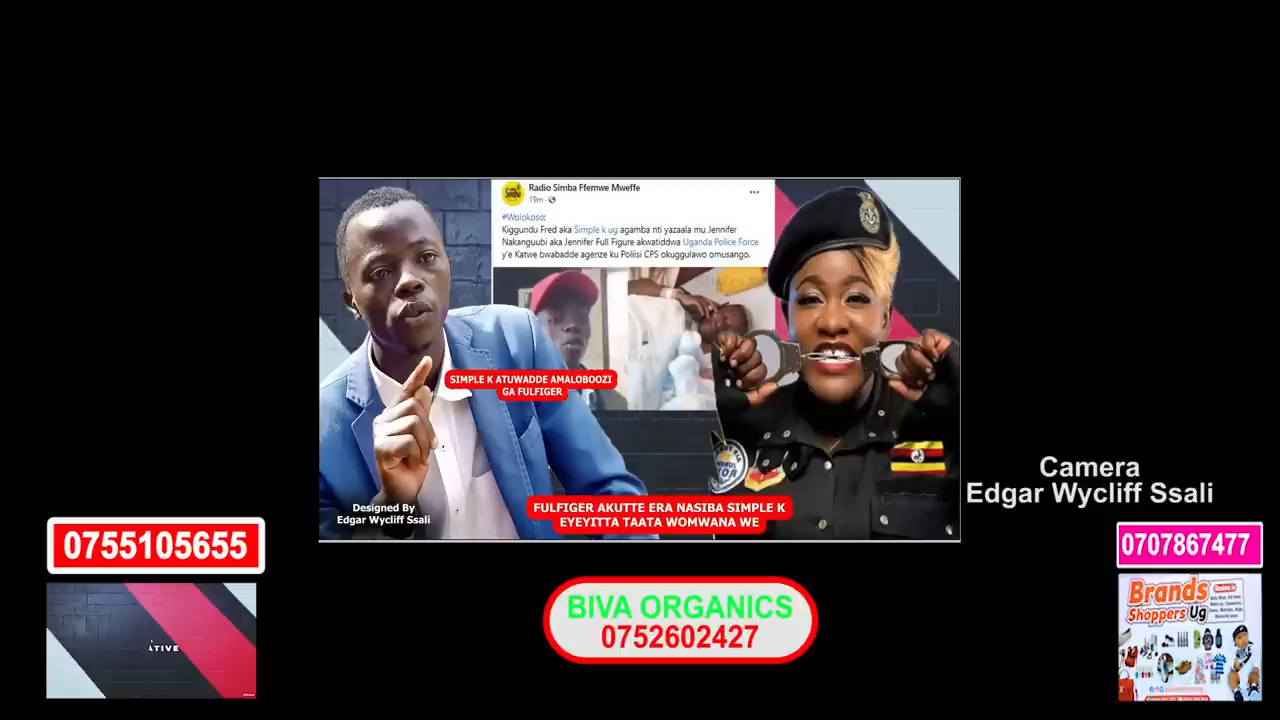 Radio Simba Ffemwe Mweffe
19m
#Wolokoso:
Kiggundu Fred aka Simple k ug agamba nti yazaala mu Jennifer
Nakanguubi aka Jennifer Full Figure akwatiddwa Uganda Police Force
y'e Katwe bwabadde agenze ku Poliisi CPS okuggulawo omusango.
SIMPLE K ATUWADDE AMALOBOOZI
GA FULFIGER
Designed By
Edgar Wycliff Ssali
FULFIGER AKUTTE ERA NASIBA SIMPLE K
EYEYITTA TAATA WOMWANA WE
Camera
Edgar Wycliff Ssali
0755105655
ATIVE
BIVA ORGANICS
0752602427
0707867477
Brands
Shoppers Ug